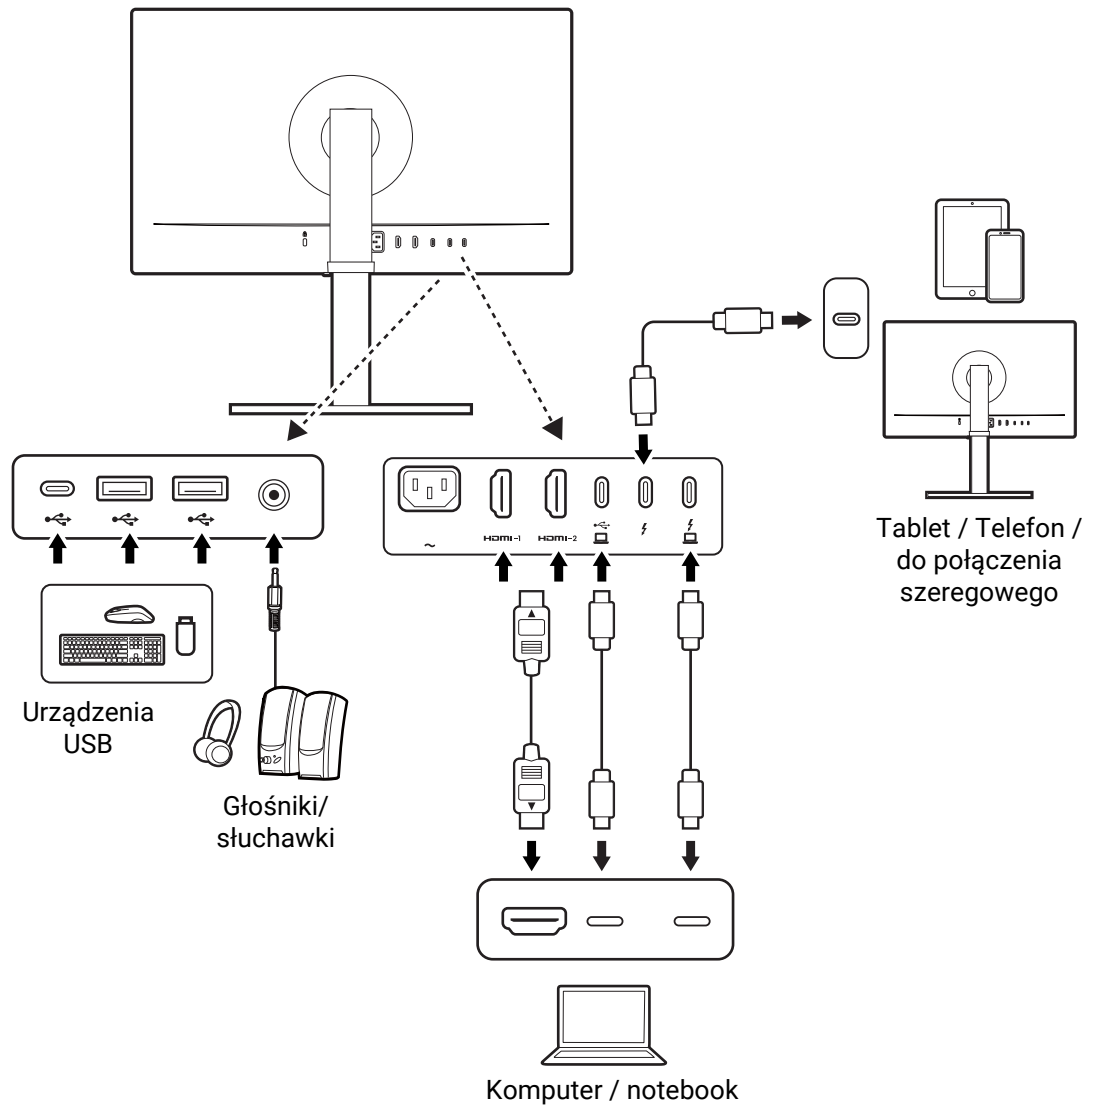 HDMI-1
HDMI-2
Tablet / Telefon /
do połączenia
szeregowego
Urządzenia
USB
Głośniki/
słuchawki
Komputer / notebook